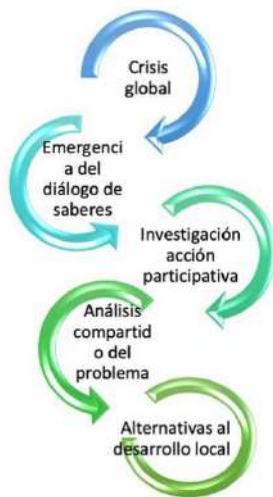 Crisis
global
Emergenci
a del
diálogo de
saberes
Investigación
acción
participativa
Análisis
compartid
o del
problema
Alternativas al
desarrollo local